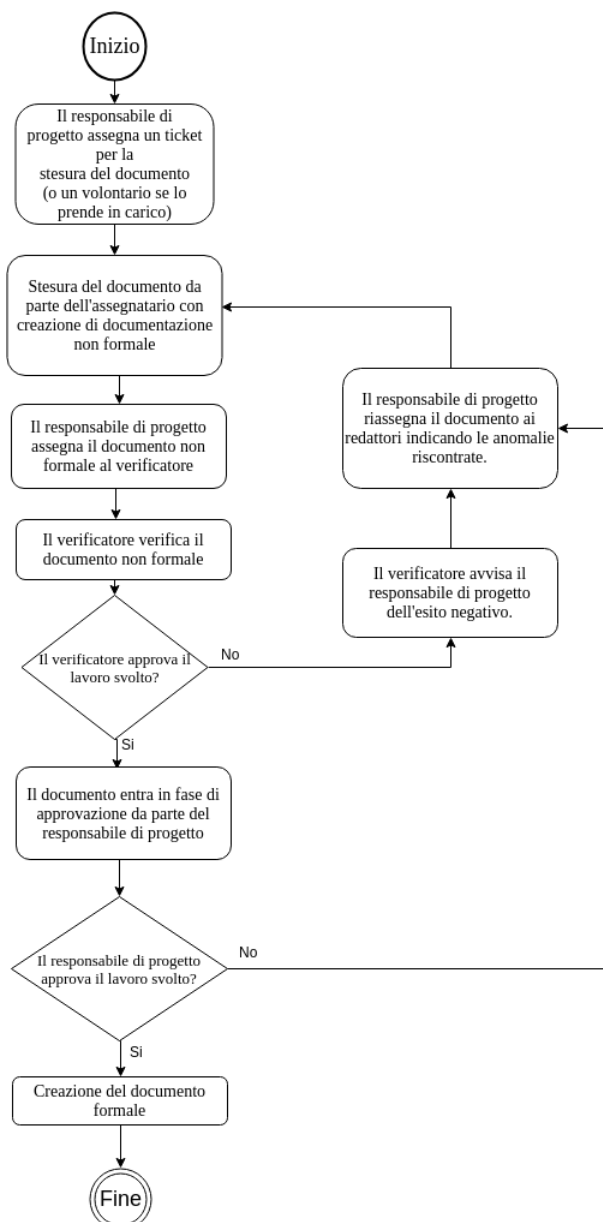 Inizio
Il responsabile di
progetto assegna un ticket
per la
stesura del documento
(o un volontario se lo
prende in carico)
Stesura del documento da
parte dell'assegnatario con
creazione di documentazione
non formale
Il responsabile di progetto
riassegna il documento ai
redattori indicando le anomalie
riscontrate.
Il responsabile di progetto
assegna il documento non
formale al verificatore
Il verificatore verifica il
documento non formale
Il verificatore avvisa il
responsabile di progetto
dell'esito negativo.
Il verificatore approva il
lavoro svolto?
No
Si
Il documento entra in fase di
approvazione da parte del
responsabile di progetto
Il responsabile di progetto
approva il lavoro svolto?
No
Si
Creazione del documento
formale
Fine